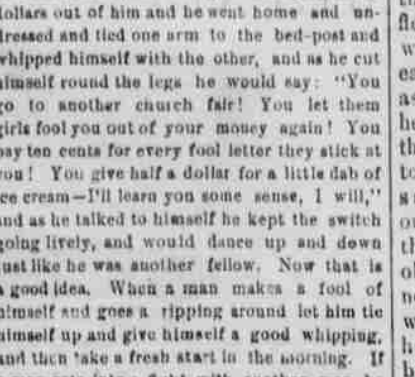 dollars out of him and he went home and un-
dressed and tied one arm to the bed-post and
whipped himself with the other, and as he cut
himself round the legs he would say: "You
go to another church fair! You let them
girls fool you out of your money again! You
pay ten cents for every fool letter they stick at
you! You give half a dollar for a little dab of
ice cream—I'll learn you some sense, I will,"
and as he talked to himself he kept the switch
going lively, and would dance up and down
just like he was another fellow. Now that is
a good idea. When a man makes a fool of
himself and goes a ripping around let him tie
himself up and give himself a good whipping,
and then take a fresh start in the morning. If